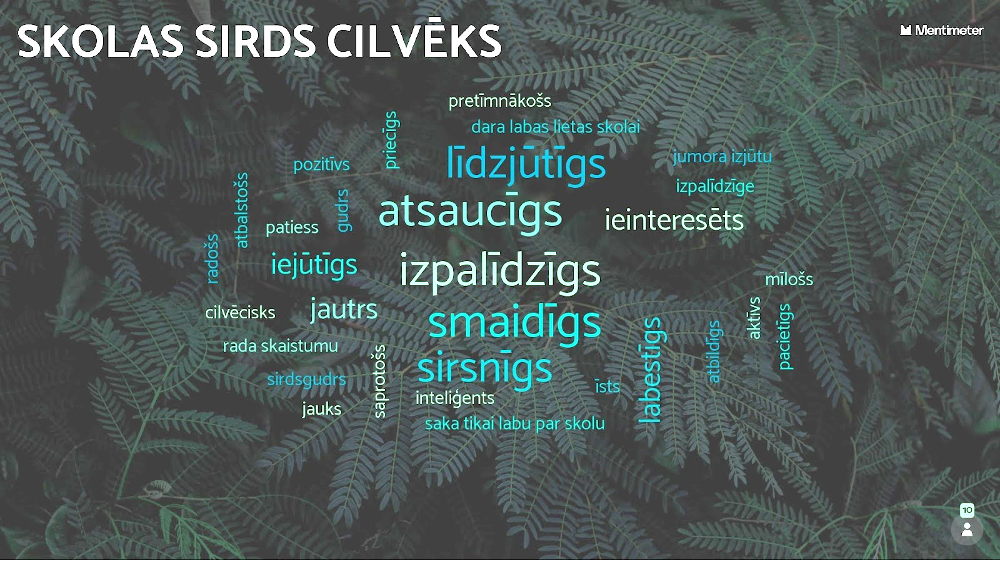 SKOLAS SIRDS CILVĒKS
Mentimeter
pretīmnākošs
dara labas lietas skolai
priecīgs
līdzjūtīgs
jumora izjūtu
pozitīvs
izpalīdzīge
atbalstošs
gudrs
atsaucīgs
ieinteresēts
patiess
radošs
iejūtīgs
izpalīdzīgs
mīlošs
cilvēcisks
jautrs
smaidīgs
aktīvs
pacietīgs
labestīgs
atbildīgs
rada skaistumu
saprotošs
sirsnīgs
sirdsgudrs
īsts
inteliģents
jauks
saka tikai labu par skolu
10